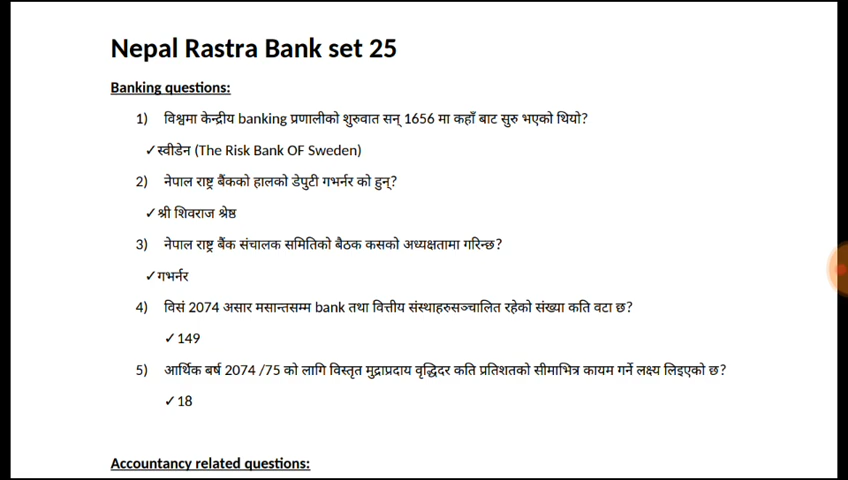 Nepal Rastra Bank set 25
Banking questions:
1) विश्वमा केन्द्रीय banking प्रणालीको शुरुवात सन् 1656 मा कहाँ बाट सुरु भएको थियो?
✓स्वीडेन (The Risk Bank OF Sweden)
2) नेपाल राष्ट्र बैंकको हालको डेपुटी गभर्नर को हुन्?
✓श्री शिवराज श्रेष्ठ
3) नेपाल राष्ट्र बैंक संचालक समितिको बैठक कसको अध्यक्षतामा गरिन्छ?
✓गभर्नर
4) विसं 2074 असार मसान्तसम्म bank तथा वित्तीय संस्थाहरुसञ्चालित रहेको संख्या कति वटा छ?
✓149
5) आर्थिक बर्ष 2074 /75 को लागि विस्तृत मुद्राप्रदाय वृद्धिदर कति प्रतिशतको सीमाभित्र कायम गर्ने लक्ष्य लिइएको छ?
✓18
Accountancy related questions: